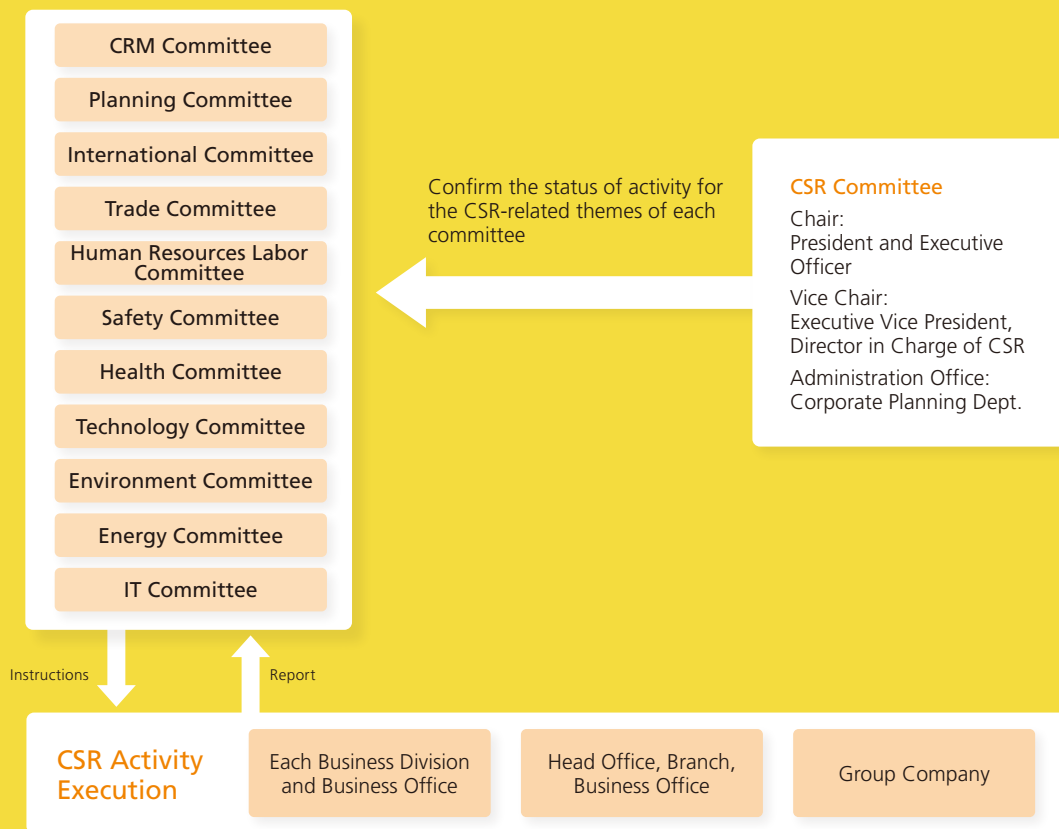 CRM Committee
Planning Committee
International Committee
Trade Committee
Human Resources Labor
Committee
Safety Committee
Health Committee
Technology Committee
Environment Committee
Energy Committee
IT Committee
Confirm the status of activity for
the CSR-related themes of each
committee
CSR Committee
Chair:
President and Executive
Officer
Vice Chair:
Executive Vice President,
Director in Charge of CSR
Administration Office:
Corporate Planning Dept.
Instructions
Report
CSR Activity
Execution
Each Business Division
and Business Office
Head Office, Branch,
Business Office
Group Company